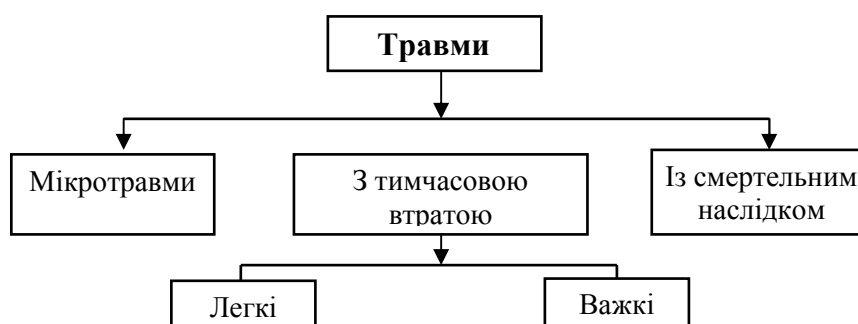 Травми
Мікротравми
З тимчасовою
втратою
Із смертельним
наслідком
Легкі
Важкі